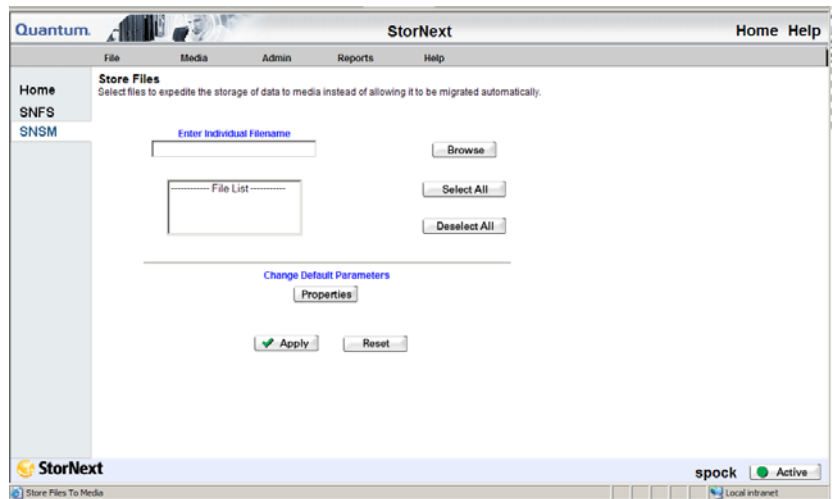 Quantum. StorNext Home Help
File Media Admin Reports Help
Home
SNFS
SNSM
Store Files
Select files to expedite the storage of data to media instead of allowing it to be migrated automatically.
Enter Individual Filename
Browse
------------ File List -----------
Select All
Deselect All
Change Default Parameters
Properties
Apply Reset
StorNext
spock Active
Store Files To Media Local intranet